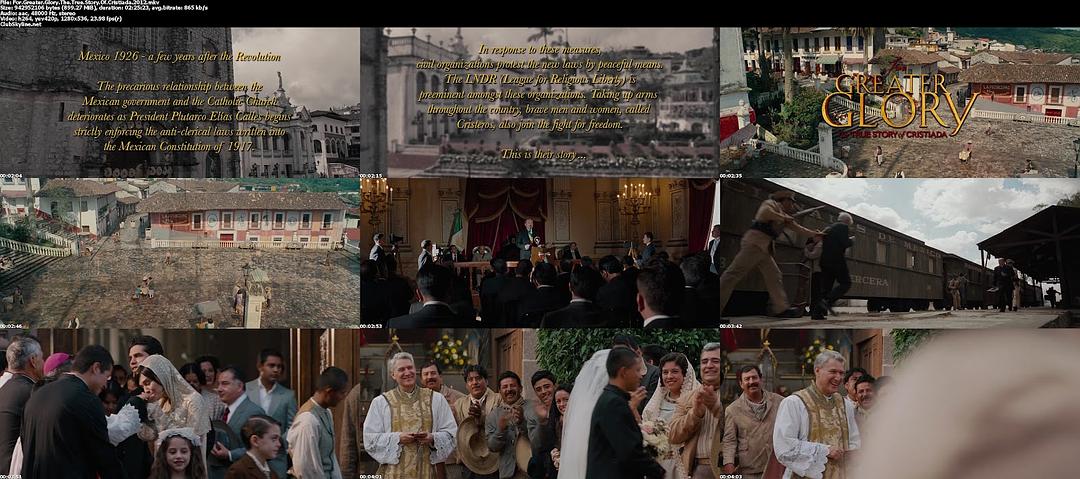 File: For.Greater.Glory.The.True.Story.Of.Cristiada.2012.mkv
Size: 942952106 bytes (899.27 MiB), duration: 02:25:23, avg.bitrate: 865 kb/s
Audio: aac, 48000 Hz, stereo
Video: h264, yuv420p, 1280x536, 23.98 fps(r)
ClubSkyline.net
Mexico 1926 - a few years after the Revolution
The precarious relationship between the
Mexican government and the Catholic Church
deteriorates as President Plutarco Elías Calles begins
strictly enforcing the anti-clerical laws written into
the Mexican Constitution of 1917.
00:02:04
In response to these measures,
civil organizations protest the new laws by peaceful means.
The LNDR (League for Religious Liberty) is
preeminent amongst these organizations. Taking up arms
throughout the country, brave men and women, called
Cristeros, also join the fight for freedom.
This is their story...
00:02:15
For
GREATER
GLORY
THE TRUE STORY of CRISTIADA
00:02:35
00:02:46
00:02:53
S DE MEXICO
TERCERA
00:03:42
00:04:01
00:04:03